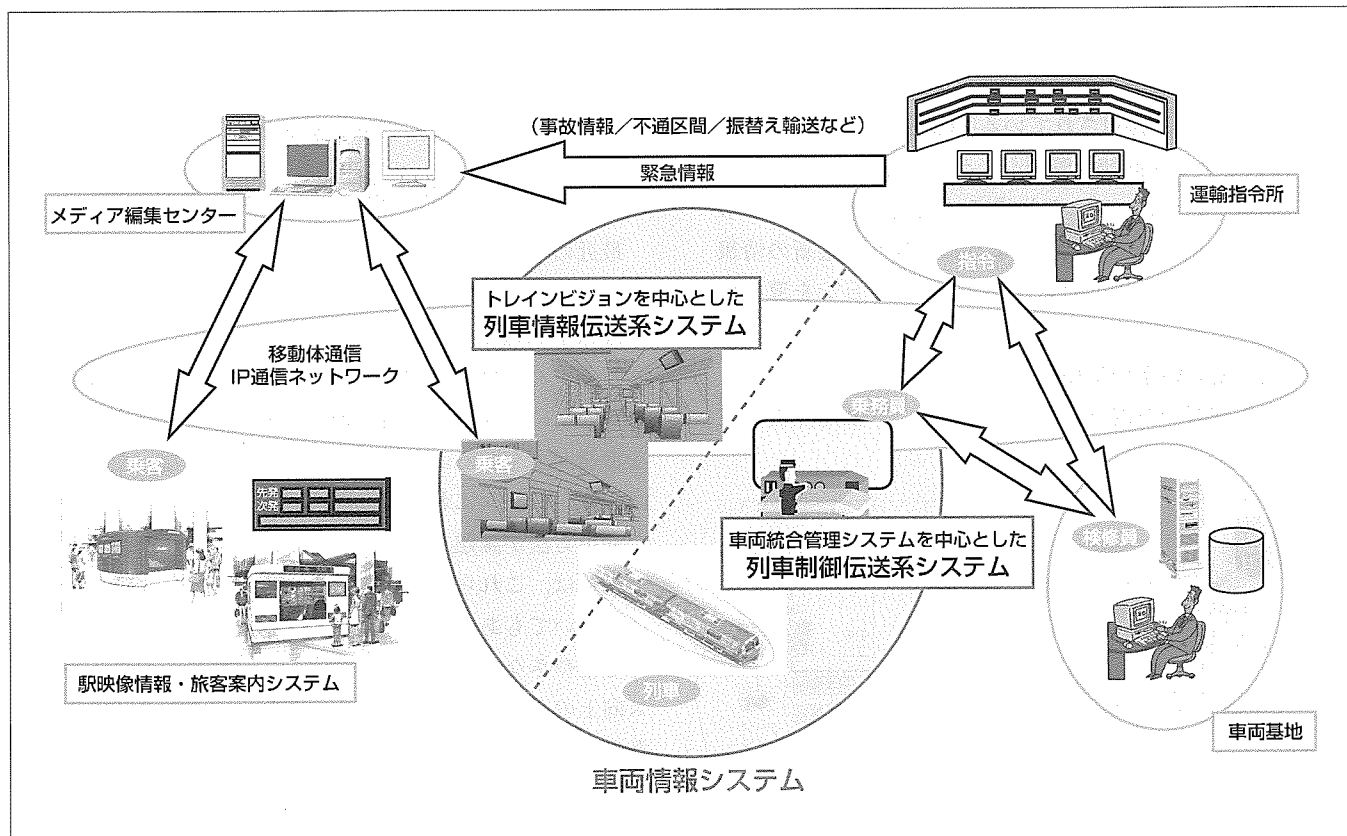 (事故情報/不通区間/振替え輸送など)
緊急情報
メディア編集センター
運輸指令所
指令
トレインビジョンを中心とした
列車情報伝送系システム
移動体通信
IP通信ネットワーク
乗務員
乗客
乗客
先発
次発
検修員
車両統合管理システムを中心とした
列車制御伝送系システム
駅映像情報・旅客案内システム
列車
車両基地
車両情報システム